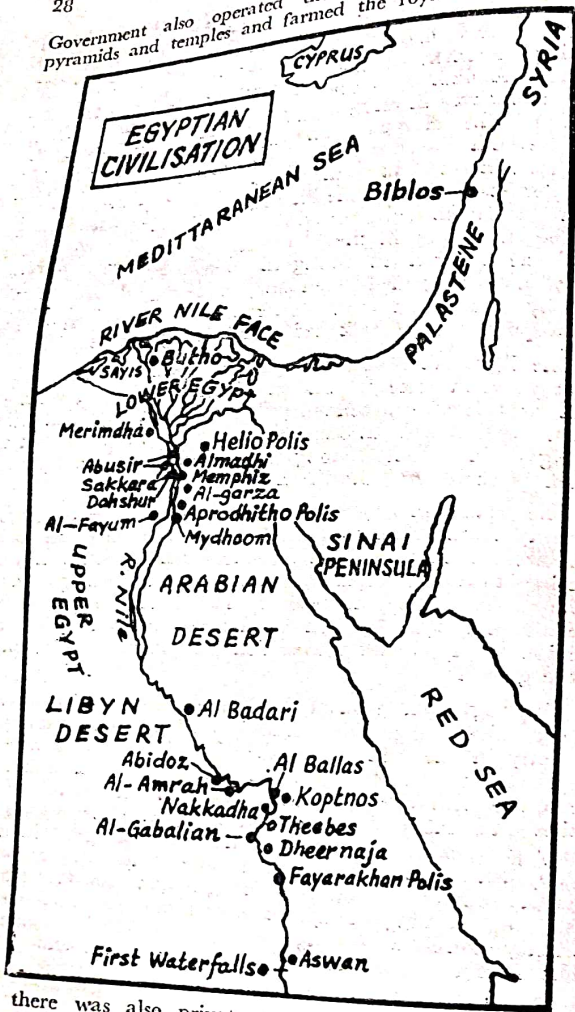 28
Government also operated
pyramids and temples and farmed the
CYPRUS
SYRIA
EGYPTIAN
CIVILISATION
MEDITTARANEAN SEA
Biblos
PALASTENE
RIVER NILE FACE
Butho
SAYIS
LOWER EGYPT
Merimdha
Helio Polis
Abusir
Almadhi
Sakkara
Memphiz
Dahshur
Al-garza
Al-Fayum
Aprodhitho Polis
Mydhoom
SINAI
PENINSULA
UPPER
EGYPT
R. Nille
ARABIAN
DESERT
LIBYN
DESERT
Al Badari
RED SEA
Abidoz
Al Ballas
Al-Amrah
Koptnos
Nakkadha
Theebes
Al-Gabalian
Dheernaja
Fayarakhan Polis
First Waterfalls
Aswan
there was also